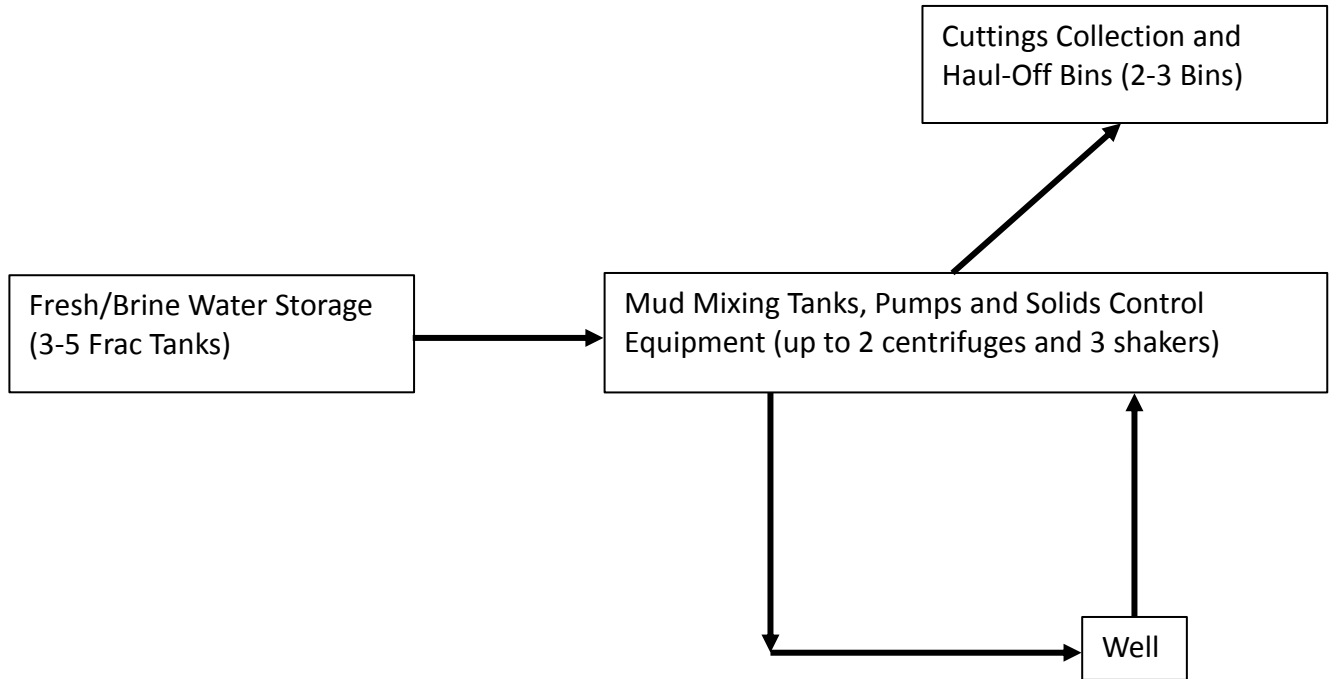 Cuttings Collection and
Haul-Off Bins (2-3 Bins)
Fresh/Brine Water Storage
(3-5 Frac Tanks)
Mud Mixing Tanks, Pumps and Solids Control
Equipment (up to 2 centrifuges and 3 shakers)
Well